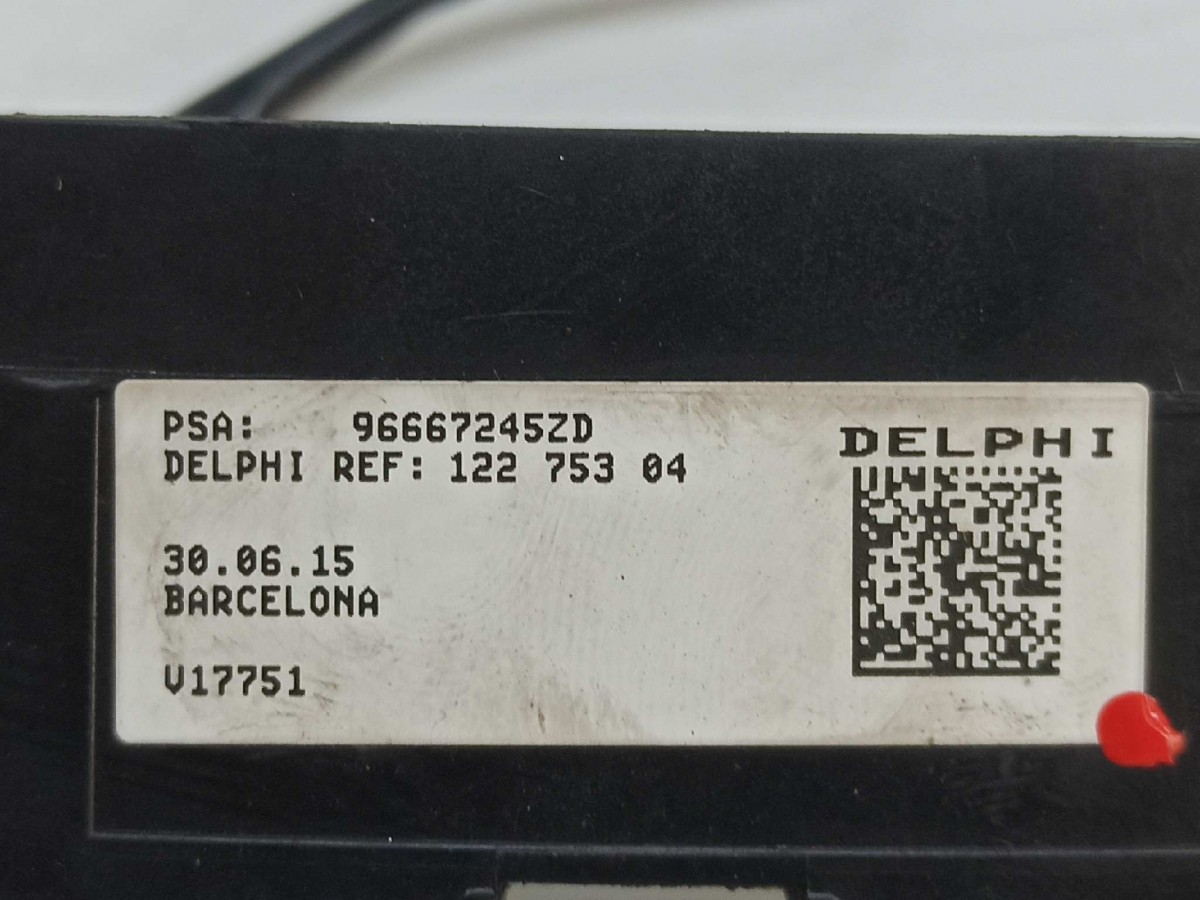 PSA: 96667245ZD
DELPHI REF: 122 753 04
DELPHI
30.06.15
BARCELONA
V17751